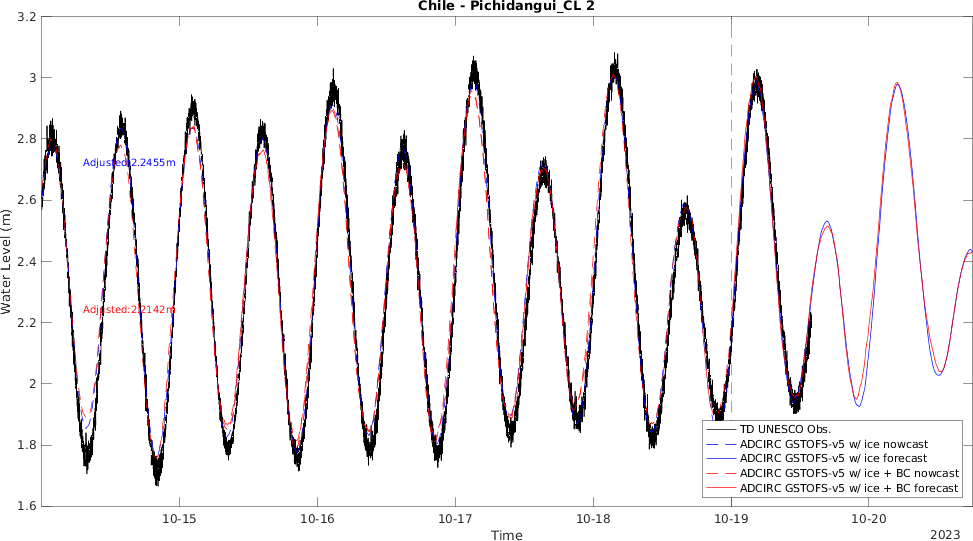 Chile - Pichidangui_CL 2
3.2
3
2.8
2.6
2.4
2.2
2
1.8
1.6
Water Level (m)
Adjusted:2.2455m
Adjusted:2.2142m
TD UNESCO Obs.
ADCIRC GSTOFS-v5 w/ ice nowcast
ADCIRC GSTOFS-v5 w/ ice forecast
ADCIRC GSTOFS-v5 w/ ice + BC nowcast
ADCIRC GSTOFS-v5 w/ ice + BC forecast
10-15 10-16 10-17 10-18 10-19 10-20
Time
2023